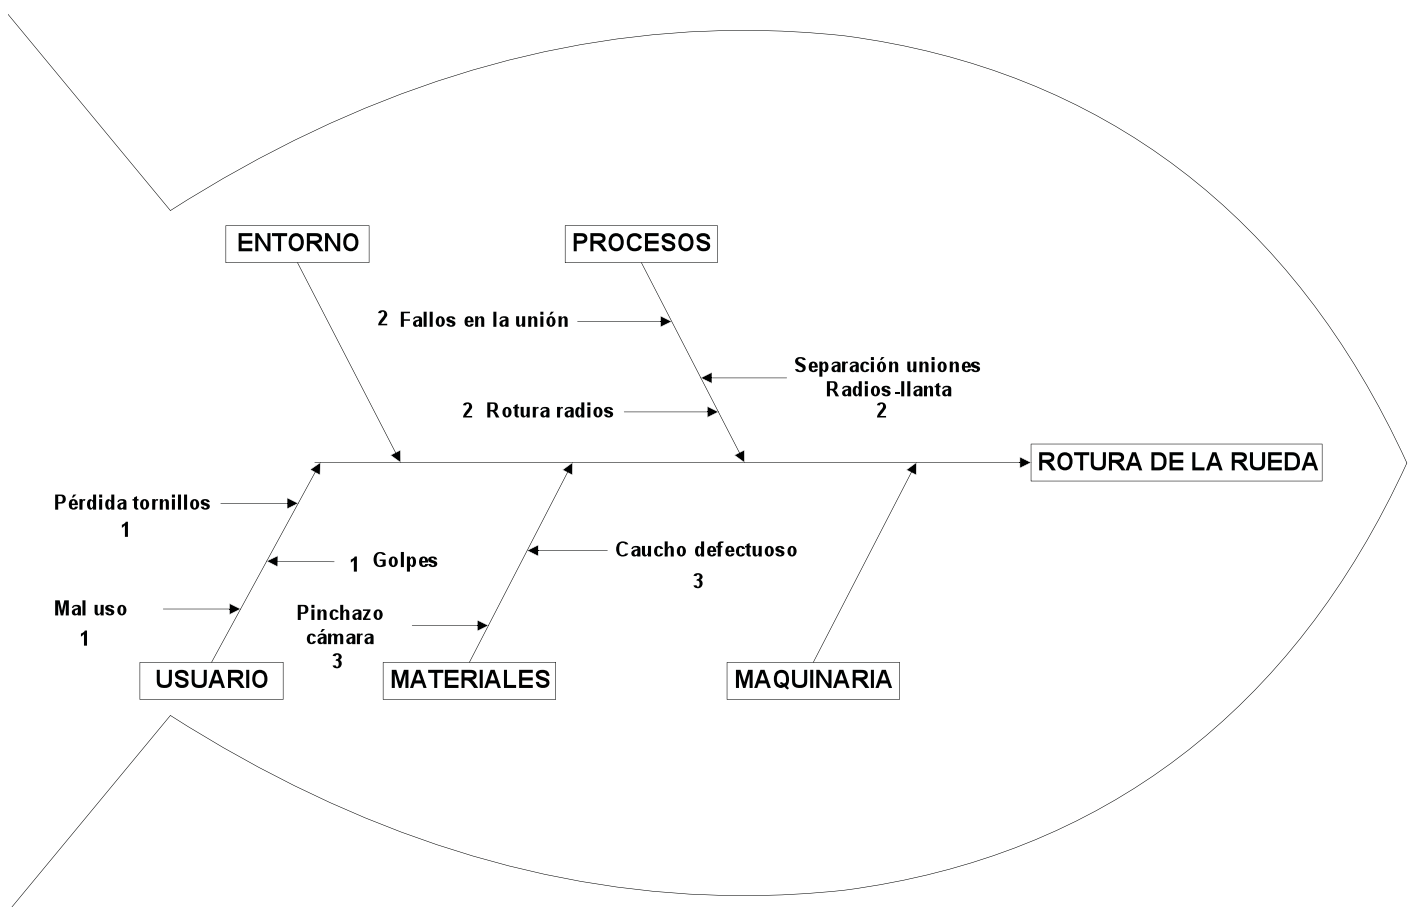 ENTORNO
PROCESOS
2 Fallos en la unión
Separación uniones
Radios-llanta
2
2 Rotura radios
ROTURA DE LA RUEDA
Pérdida tornillos
1
1 Golpes
Caucho defectuoso
3
Mal uso
1
Pinchazo
cámara
3
USUARIO
MATERIALES
MAQUINARIA